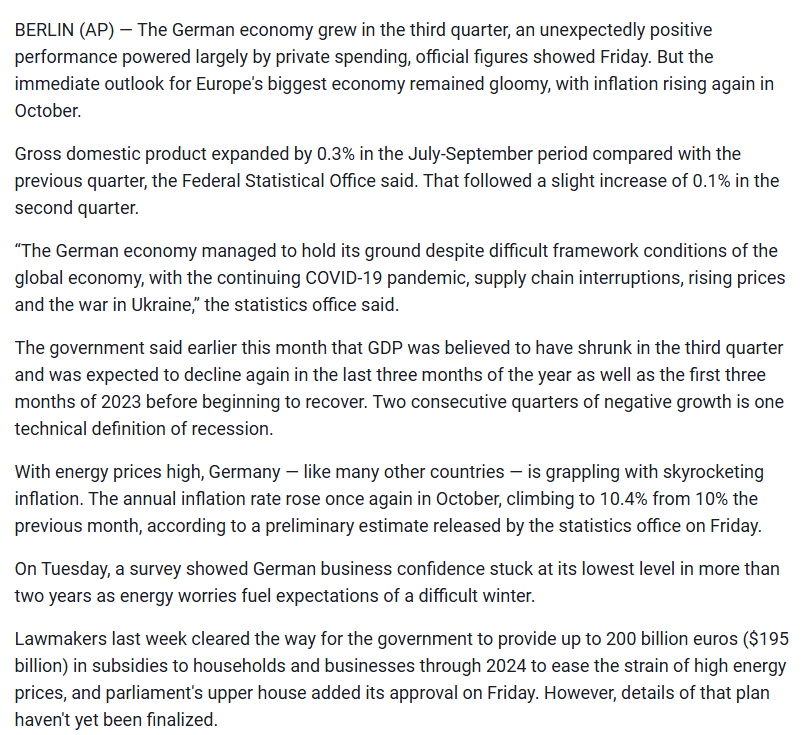 BERLIN (AP) — The German economy grew in the third quarter, an unexpectedly positive
performance powered largely by private spending, official figures showed Friday. But the
immediate outlook for Europe's biggest economy remained gloomy, with inflation rising again in
October.
Gross domestic product expanded by 0.3% in the July-September period compared with the
previous quarter, the Federal Statistical Office said. That followed a slight increase of 0.1% in the
second quarter.
“The German economy managed to hold its ground despite difficult framework conditions of the
global economy, with the continuing COVID-19 pandemic, supply chain interruptions, rising prices
and the war in Ukraine,” the statistics office said.
The government said earlier this month that GDP was believed to have shrunk in the third quarter
and was expected to decline again in the last three months of the year as well as the first three
months of 2023 before beginning to recover. Two consecutive quarters of negative growth is one
technical definition of recession.
With energy prices high, Germany — like many other countries — is grappling with skyrocketing
inflation. The annual inflation rate rose once again in October, climbing to 10.4% from 10% the
previous month, according to a preliminary estimate released by the statistics office on Friday.
On Tuesday, a survey showed German business confidence stuck at its lowest level in more than
two years as energy worries fuel expectations of a difficult winter.
Lawmakers last week cleared the way for the government to provide up to 200 billion euros ($195
billion) in subsidies to households and businesses through 2024 to ease the strain of high energy
prices, and parliament's upper house added its approval on Friday. However, details of that plan
haven't yet been finalized.